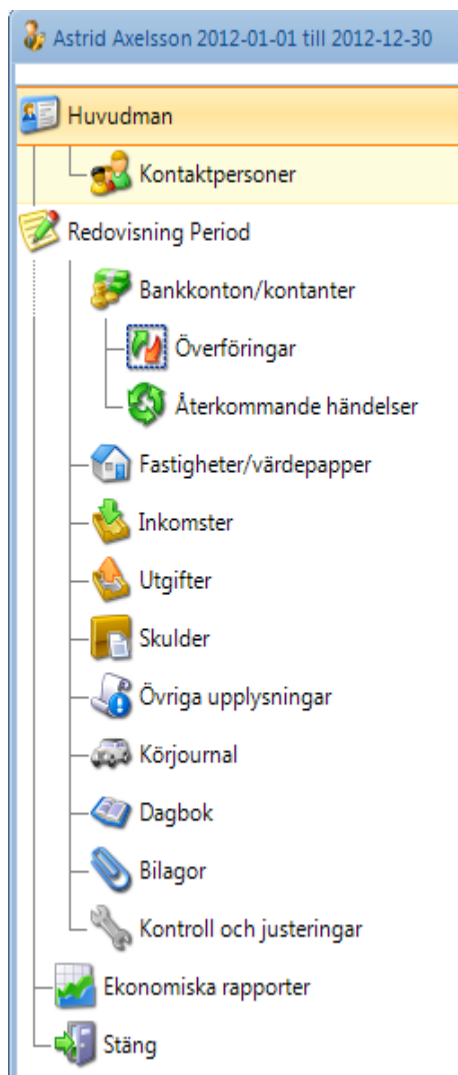 Astrid Axelsson 2012-01-01 till 2012-12-30
Huvudman
Kontaktpersoner
Redovisning Period
Bankkonton/kontanter
Överföringar
Återkommande händelser
Fastigheter/värdepapper
Inkomster
Utgifter
Skulder
Övriga upplysningar
Körjournal
Dagbok
Bilagor
Kontroll och justeringar
Ekonomiska rapporter
Stäng